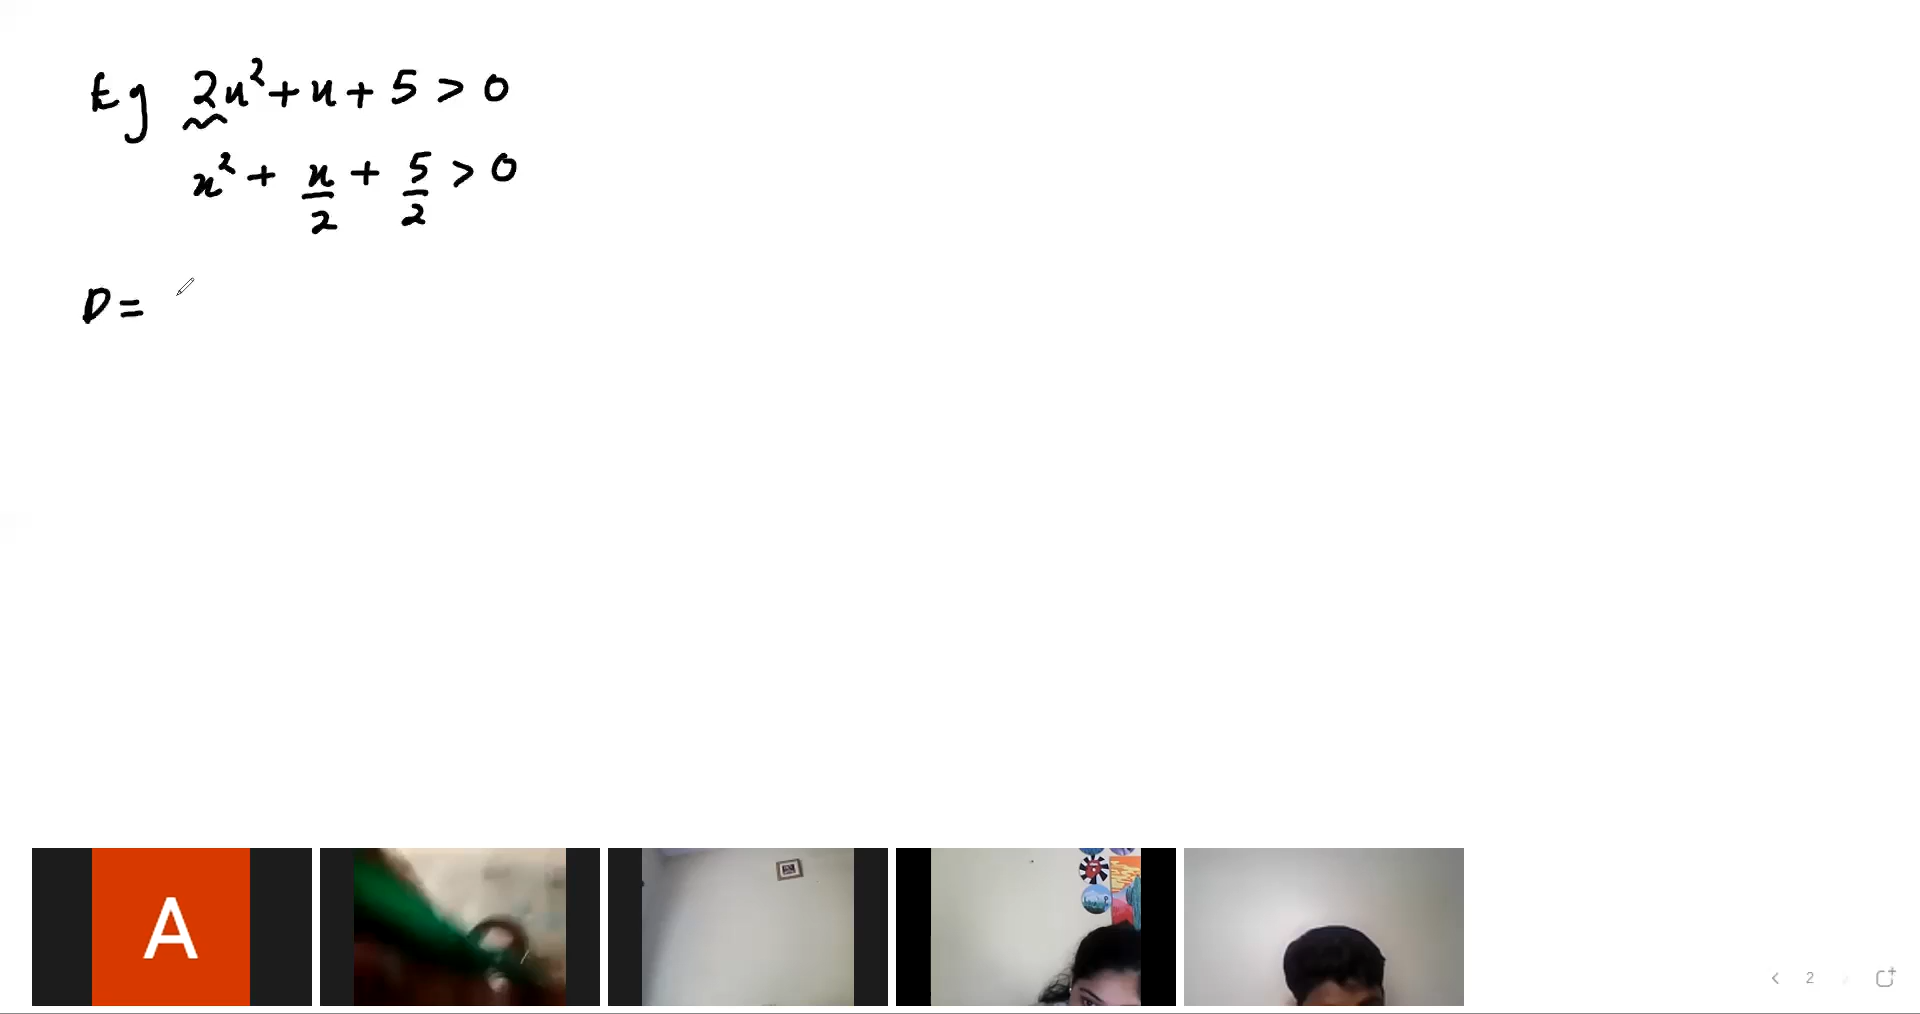 Eg 2x² + x + 5 > 0
x² + x/2 + 5/2 > 0
D =
A
2